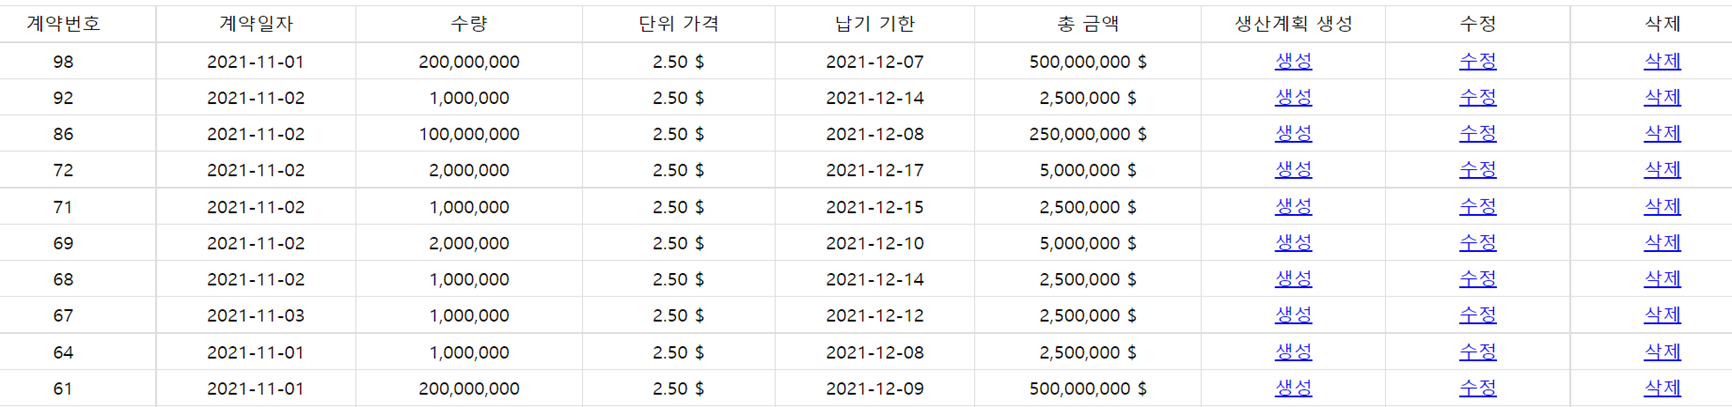 계약번호 계약일자 수량 단위 가격 납기 기한 총 금액 생산계획 생성 수정 삭제
98 2021-11-01 200,000,000 2.50 $ 2021-12-07 500,000,000 $ 생성 수정 삭제
92 2021-11-02 1,000,000 2.50 $ 2021-12-14 2,500,000 $ 생성 수정 삭제
86 2021-11-02 100,000,000 2.50 $ 2021-12-08 250,000,000 $ 생성 수정 삭제
72 2021-11-02 2,000,000 2.50 $ 2021-12-17 5,000,000 $ 생성 수정 삭제
71 2021-11-02 1,000,000 2.50 $ 2021-12-15 2,500,000 $ 생성 수정 삭제
69 2021-11-02 2,000,000 2.50 $ 2021-12-10 5,000,000 $ 생성 수정 삭제
68 2021-11-02 1,000,000 2.50 $ 2021-12-14 2,500,000 $ 생성 수정 삭제
67 2021-11-03 1,000,000 2.50 $ 2021-12-12 2,500,000 $ 생성 수정 삭제
64 2021-11-01 1,000,000 2.50 $ 2021-12-08 2,500,000 $ 생성 수정 삭제
61 2021-11-01 200,000,000 2.50 $ 2021-12-09 500,000,000 $ 생성 수정 삭제